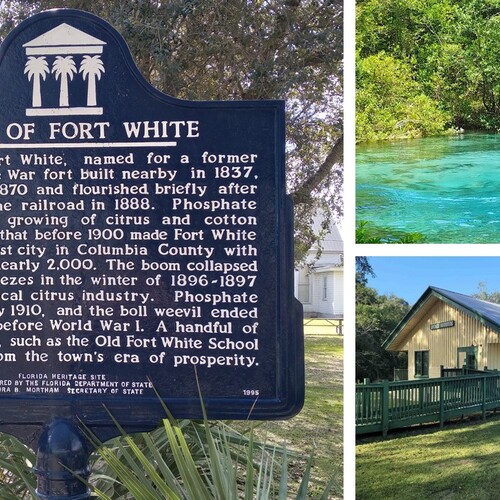 OF FORT WHITE
rt White, named for a former
War fort built nearby in 1837,
870 and flourished briefly after
e railroad in 1888. Phosphate
growing of citrus and cotton
that before 1900 made Fort White
st city in Columbia County with
early 2,000. The boom collapsed
ezes in the winter of 1896-1897
cal citrus industry. Phosphate
y 1910, and the boll weevil ended
before World War I. A handful of
, such as the Old Fort White School
om the town's era of prosperity.
FLORIDA HERITAGE SITE
RED BY THE FLORIDA DEPARTMENT OF STATE
RA B. MORTHAM, SECRETARY OF STATE
1995